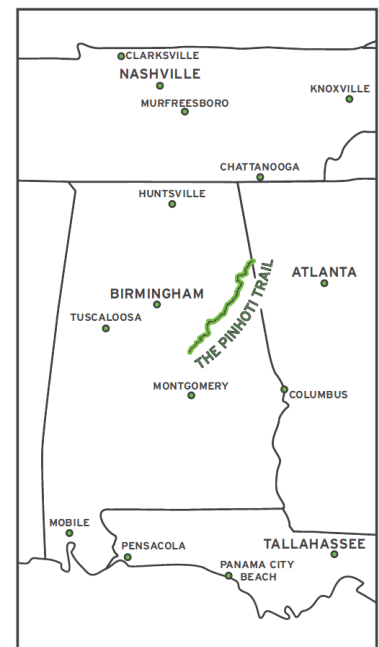 CLARKSVILLE
NASHVILLE
KNOXVILLE
MURFREESBORO
CHATTANOOGA
HUNTSVILLE
ATLANTA
BIRMINGHAM
TUSCALOOSA
THE PINHOTI TRAIL
MONTGOMERY
COLUMBUS
MOBILE
PENSACOLA
TALLAHASSEE
PANAMA CITY
BEACH